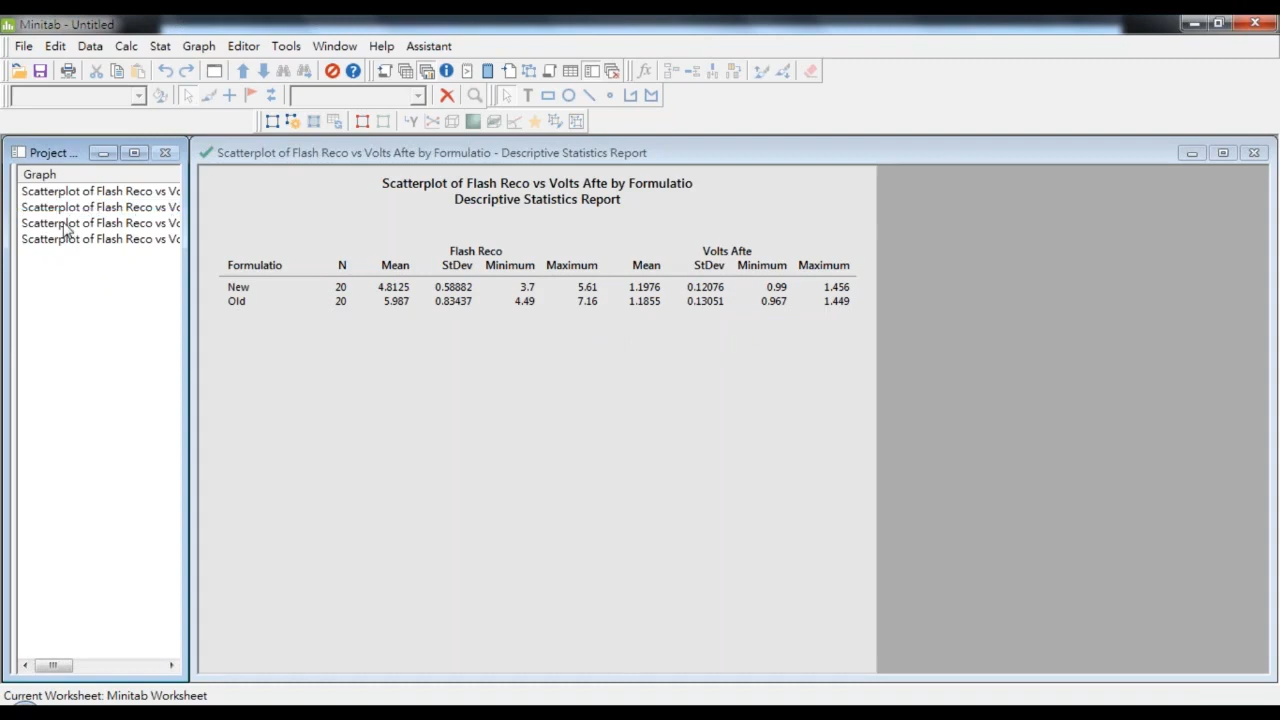 Minitab - Untitled
File Edit Data Calc Stat Graph Editor Tools Window Help Assistant
Project ...
Graph
Scatterplot of Flash Reco vs Vo
Scatterplot of Flash Reco vs Vo
Scatterplot of Flash Reco vs Vo
Scatterplot of Flash Reco vs Vo
Scatterplot of Flash Reco vs Volts Afte by Formulatio - Descriptive Statistics Report
Scatterplot of Flash Reco vs Volts Afte by Formulatio
Descriptive Statistics Report
Flash Reco Volts Afte
Formulatio N Mean StDev Minimum Maximum Mean StDev Minimum Maximum
New 20 4.8125 0.58882 3.7 5.61 1.1976 0.12076 0.99 1.456
Old 20 5.987 0.83437 4.49 7.16 1.1855 0.13051 0.967 1.449
Current Worksheet: Minitab Worksheet